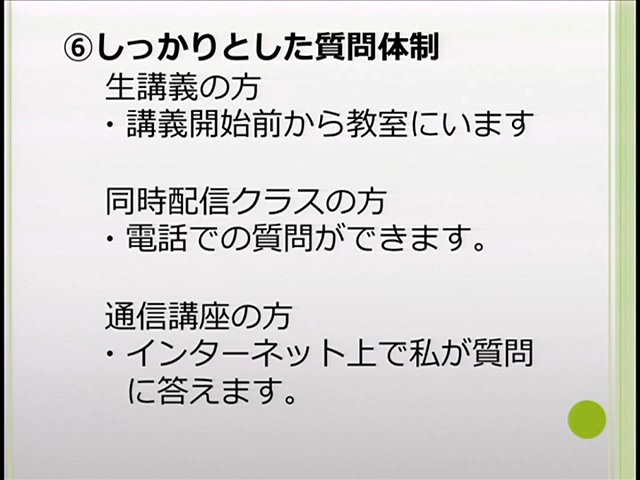 ⑥しっかりとした質問体制
生講義の方
・講義開始前から教室にいます
同時配信クラスの方
・電話での質問ができます。
通信講座の方
・インターネット上で私が質問
に答えます。